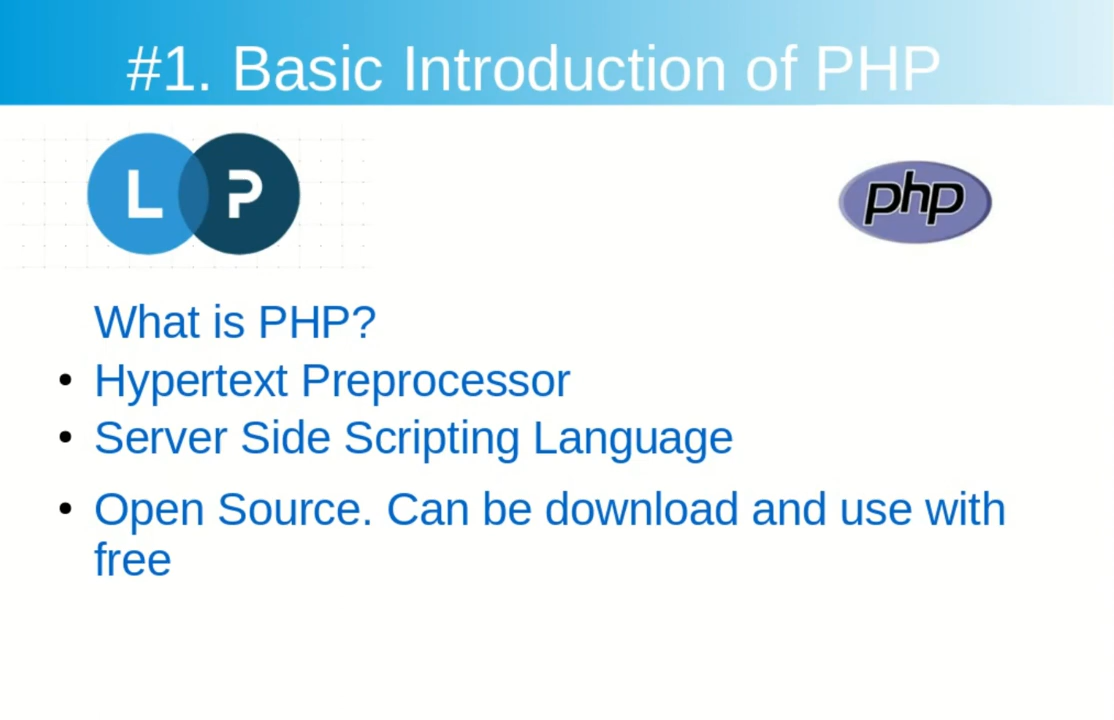 #1. Basic Introduction of PHP
L P
php
What is PHP?
• Hypertext Preprocessor
• Server Side Scripting Language
• Open Source. Can be download and use with
free